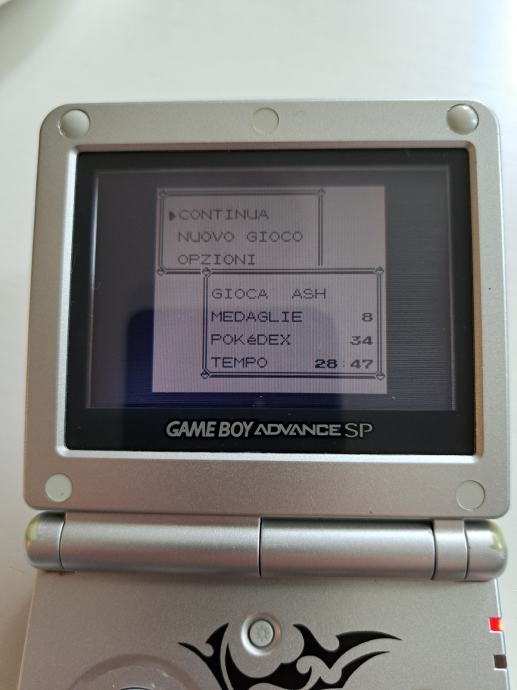 CONTINUA
NUOVO GIOCO
OPZIONI
GIOCA ASH
MEDAGLIE 8
POKéDEX 34
TEMPO 28:47
GAME BOY ADVANCE SP